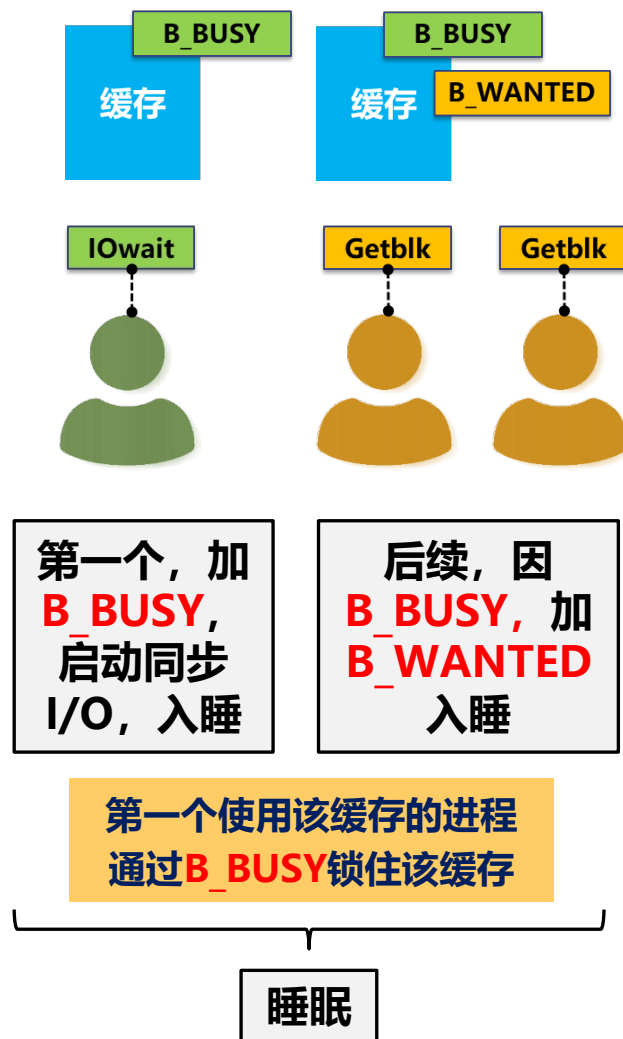 B_BUSY
缓存
B_BUSY
缓存
B_WANTED
IOwait
Getblk
Getblk
第一个，加
B_BUSY，
启动同步
I/O，入睡
后续，因
B_BUSY，加
B_WANTED
入睡
第一个使用该缓存的进程
通过B_BUSY锁住该缓存
睡眠